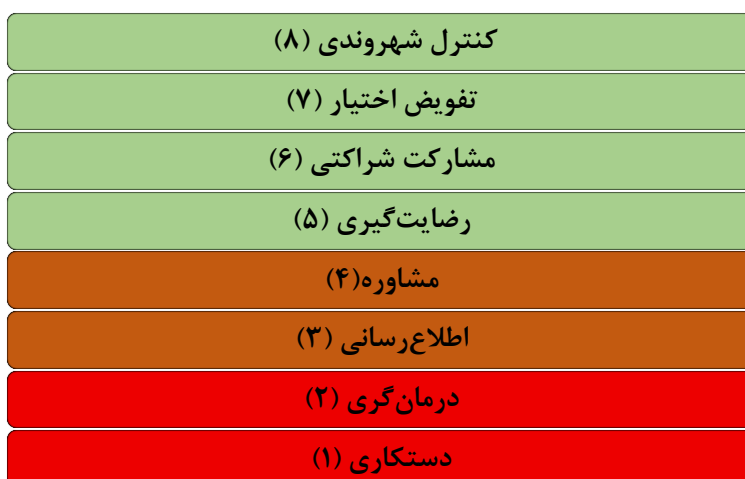 کنترل شهروندی (۸)
تفویض اختیار (۷)
مشارکت شراکتی (۶)
رضایت‌گیری (۵)
مشاوره(۴)
اطلاع‌رسانی (۳)
درمان‌گری (۲)
دستکاری (۱)